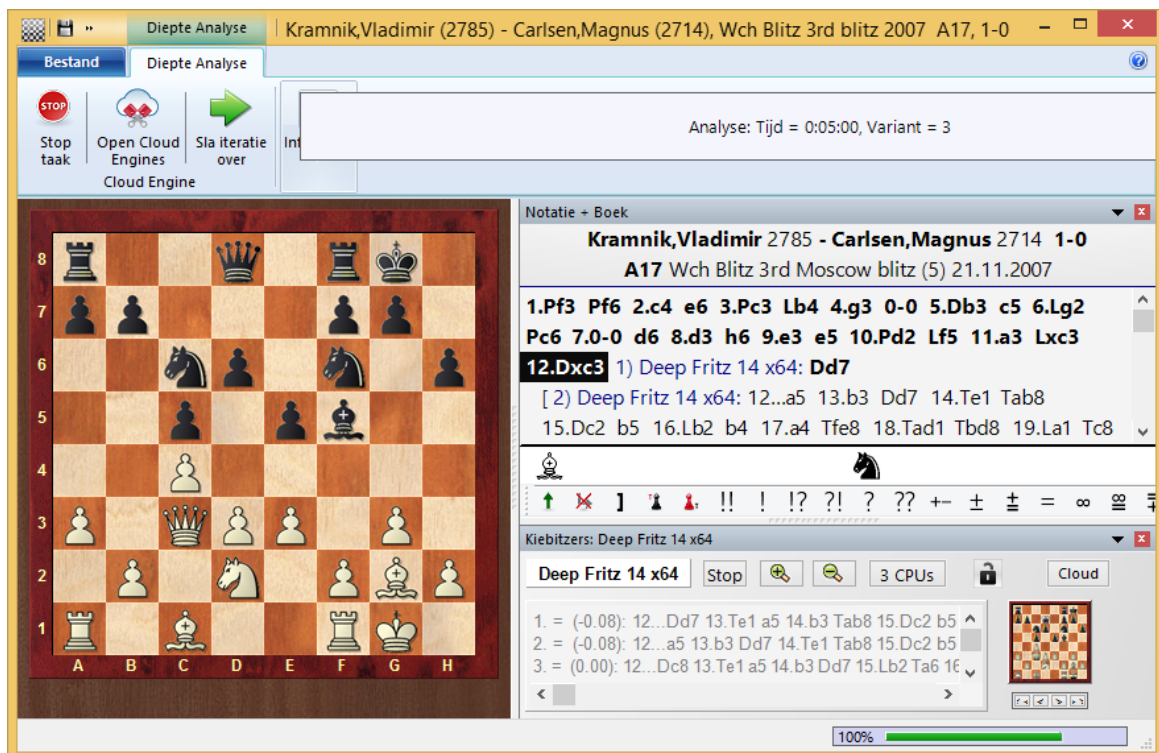 Diepte Analyse
Kramnik,Vladimir (2785) - Carlsen,Magnus (2714), Wch Blitz 3rd blitz 2007 A17, 1-0
Bestand
Diepte Analyse
STOP
Stop taak
Open Cloud Engines
Sla iteratie over
Inf
Cloud Engine
Analyse: Tijd = 0:05:00, Variant = 3
8
7
6
5
4
3
2
1
A B C D E F G H
Notatie + Boek
Kramnik,Vladimir 2785 - Carlsen,Magnus 2714 1-0
A17 Wch Blitz 3rd Moscow blitz (5) 21.11.2007
1.Pf3 Pf6 2.c4 e6 3.Pc3 Lb4 4.g3 0-0 5.Db3 c5 6.Lg2
Pc6 7.0-0 d6 8.d3 h6 9.e3 e5 10.Pd2 Lf5 11.a3 Lxc3
12.Dxc3 1) Deep Fritz 14 x64: Dd7
[ 2) Deep Fritz 14 x64: 12...a5 13.b3 Dd7 14.Te1 Tab8
15.Dc2 b5 16.Lb2 b4 17.a4 Tfe8 18.Tad1 Tbd8 19.La1 Tc8
] !! ! !? ?! ? ?? +− ± ⩲ = ∞
Kiebitzers: Deep Fritz 14 x64
Deep Fritz 14 x64 Stop 3 CPUs Cloud
1. = (-0.08): 12...Dd7 13.Te1 a5 14.b3 Tab8 15.Dc2 b5
2. = (-0.08): 12...a5 13.b3 Dd7 14.Te1 Tab8 15.Dc2 b5
3. = (0.00): 12...Dc8 13.Te1 a5 14.b3 Dd7 15.Lb2 Ta6 16
100%